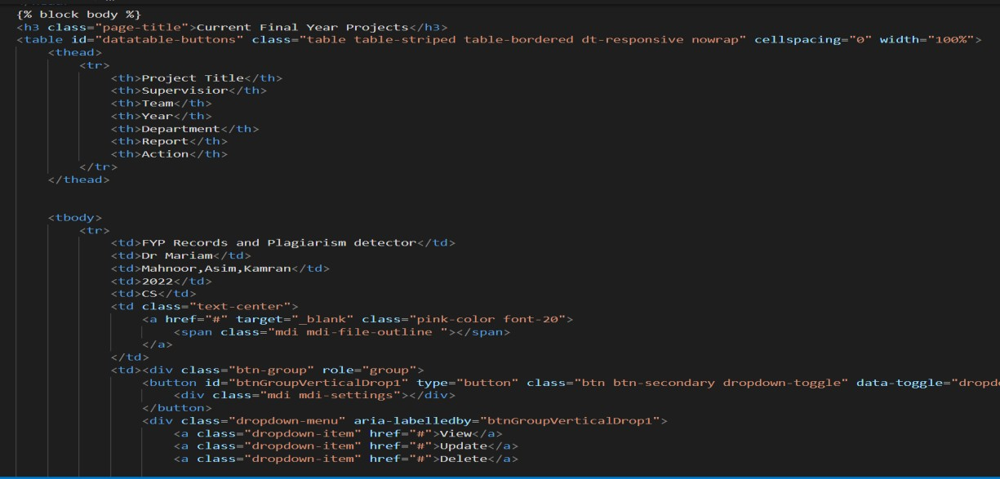 {% block body %}
<h3 class="page-title">Current Final Year Projects</h3>
<table id="datatable-buttons" class="table table-striped table-bordered dt-responsive nowrap" cellspacing="0" width="100%">
<thead>
<tr>
<th>Project Title</th>
<th>Supervisior</th>
<th>Team</th>
<th>Year</th>
<th>Department</th>
<th>Report</th>
<th>Action</th>
</tr>
</thead>
<tbody>
<tr>
<td>FYP Records and Plagiarism detector</td>
<td>Dr Mariam</td>
<td>Mahnoor,Asim,Kamran</td>
<td>2022</td>
<td>CS</td>
<td class="text-center">
<a href="#" target="_blank" class="pink-color font-20">
<span class="mdi mdi-file-outline "></span>
</a>
</td>
<td><div class="btn-group" role="group">
<button id="btnGroupVerticalDrop1" type="button" class="btn btn-secondary dropdown-toggle" data-toggle="dropd
<div class="mdi mdi-settings"></div>
</button>
<div class="dropdown-menu" aria-labelledby="btnGroupVerticalDrop1">
<a class="dropdown-item" href="#">View</a>
<a class="dropdown-item" href="#">Update</a>
<a class="dropdown-item" href="#">Delete</a>